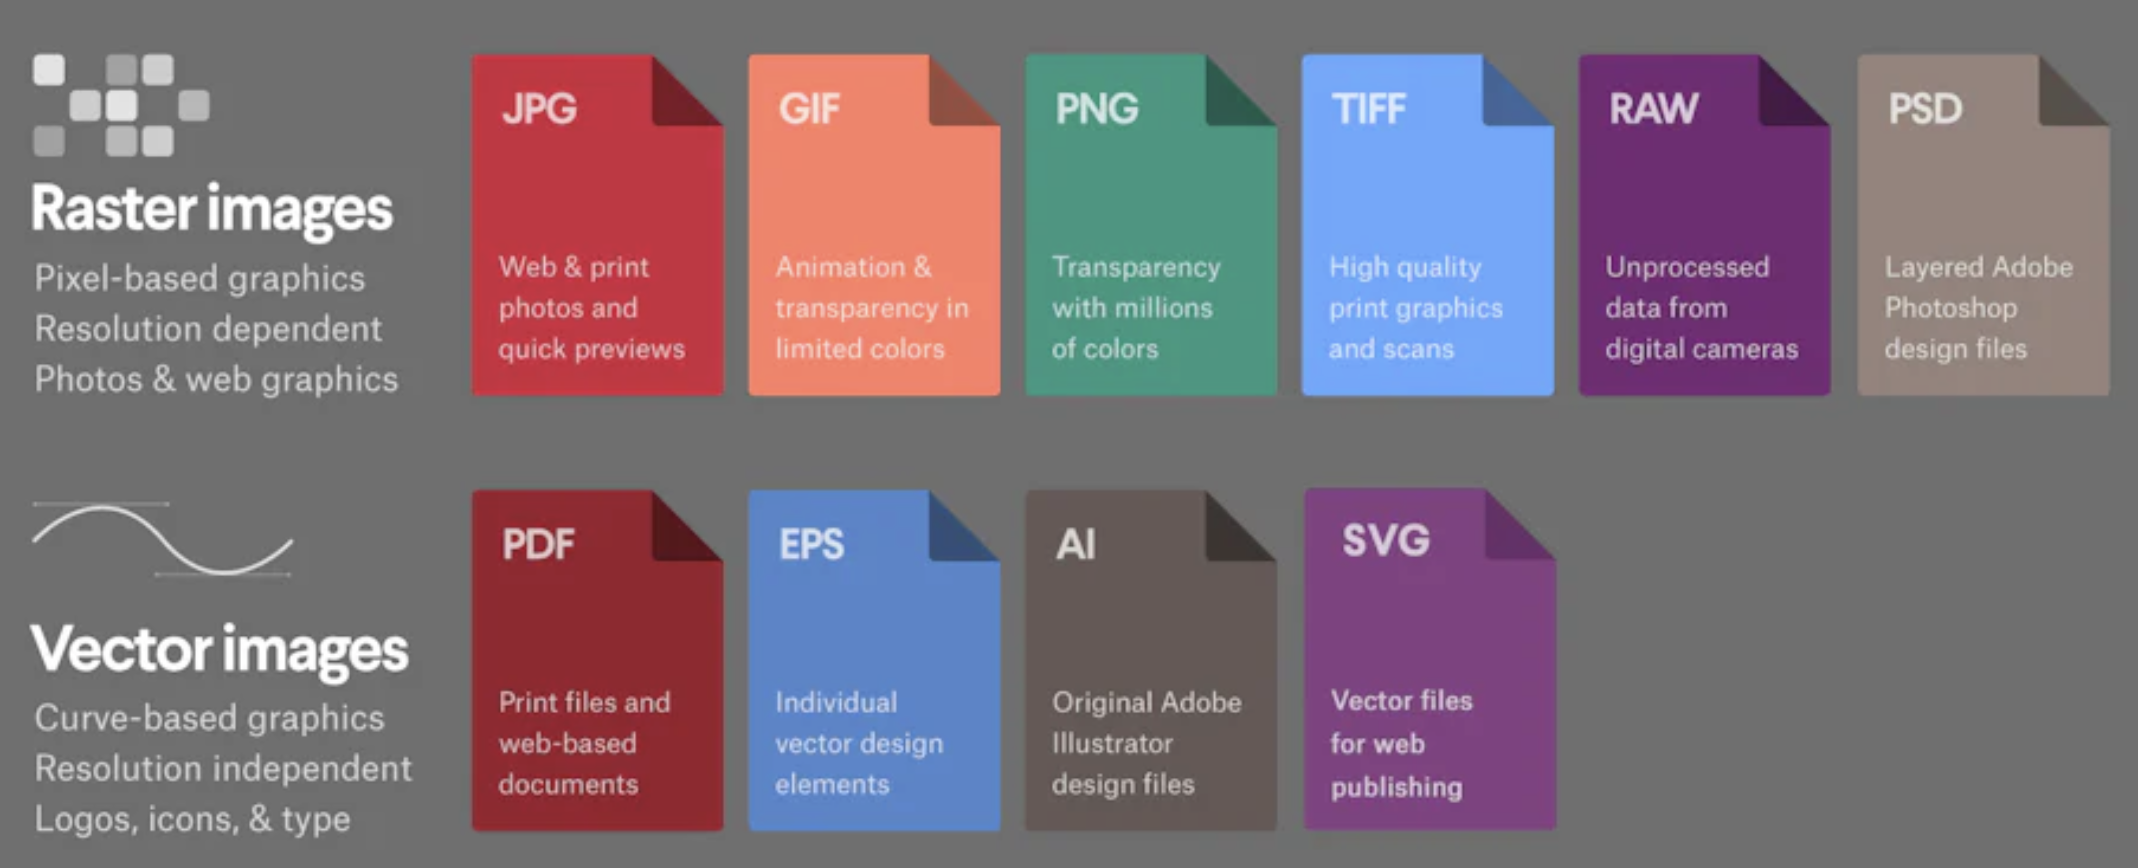 Raster images
Pixel-based graphics
Resolution dependent
Photos & web graphics
JPG
Web & print
photos and
quick previews
GIF
Animation &
transparency in
limited colors
PNG
Transparency
with millions
of colors
TIFF
High quality
print graphics
and scans
RAW
Unprocessed
data from
digital cameras
PSD
Layered Adobe
Photoshop
design files
Vector images
Curve-based graphics
Resolution independent
Logos, icons, & type
PDF
Print files and
web-based
documents
EPS
Individual
vector design
elements
AI
Original Adobe
Illustrator
design files
SVG
Vector files
for web
publishing